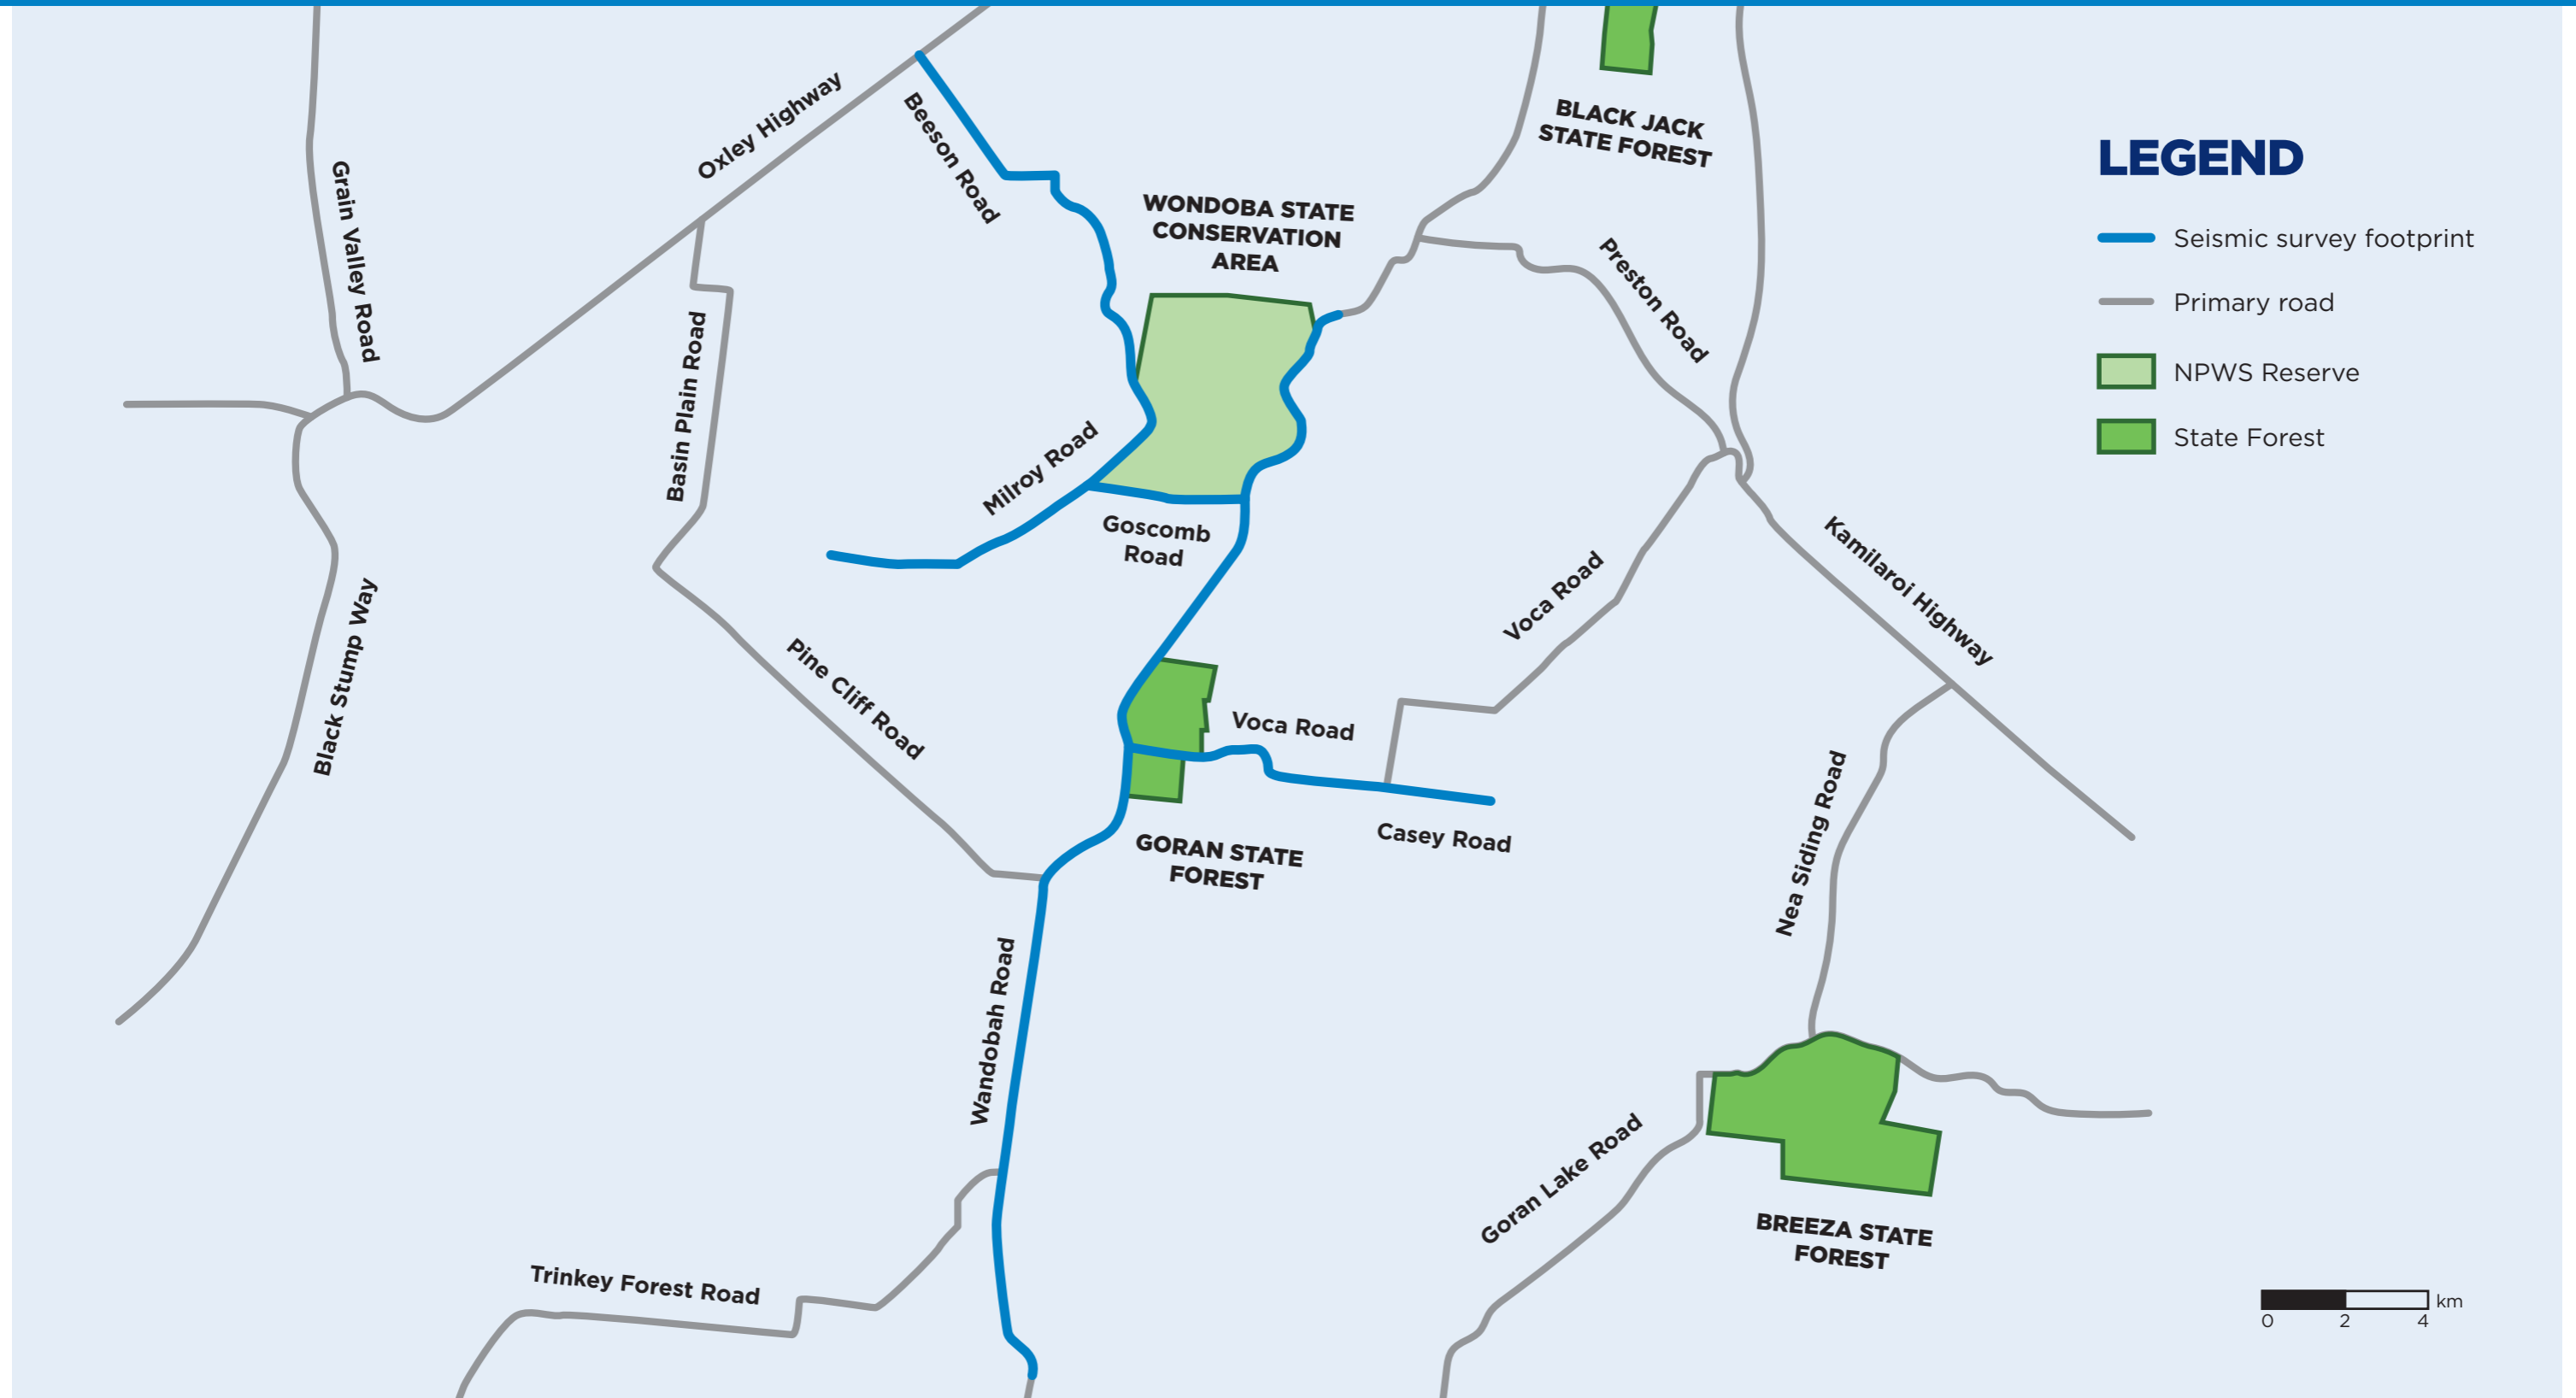 Oxley Highway
Beeson Road
Grain Valley Road
BLACK JACK
STATE FOREST
LEGEND
Seismic survey footprint
Primary road
NPWS Reserve
State Forest
WONDOBA STATE
CONSERVATION
AREA
Preston Road
Basin Plain Road
Milroy Road
Goscomb
Road
Kamilaroi Highway
Voca Road
Black Stump Way
Pine Cliff Road
Voca Road
Casey Road
GORAN STATE
FOREST
Nea Siding Road
Wandobah Road
Goran Lake Road
BREEZA STATE
FOREST
Trinkey Forest Road
km
0 2 4